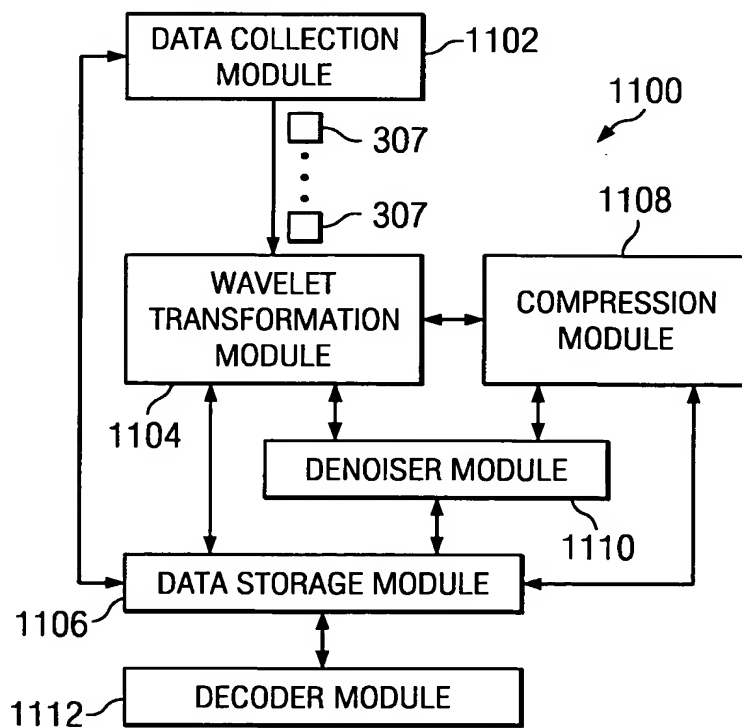 DATA COLLECTION
MODULE
1102
1100
307
307
1108
WAVELET
TRANSFORMATION
MODULE
COMPRESSION
MODULE
1104
DENOISER MODULE
1110
DATA STORAGE MODULE
1106
DECODER MODULE
1112